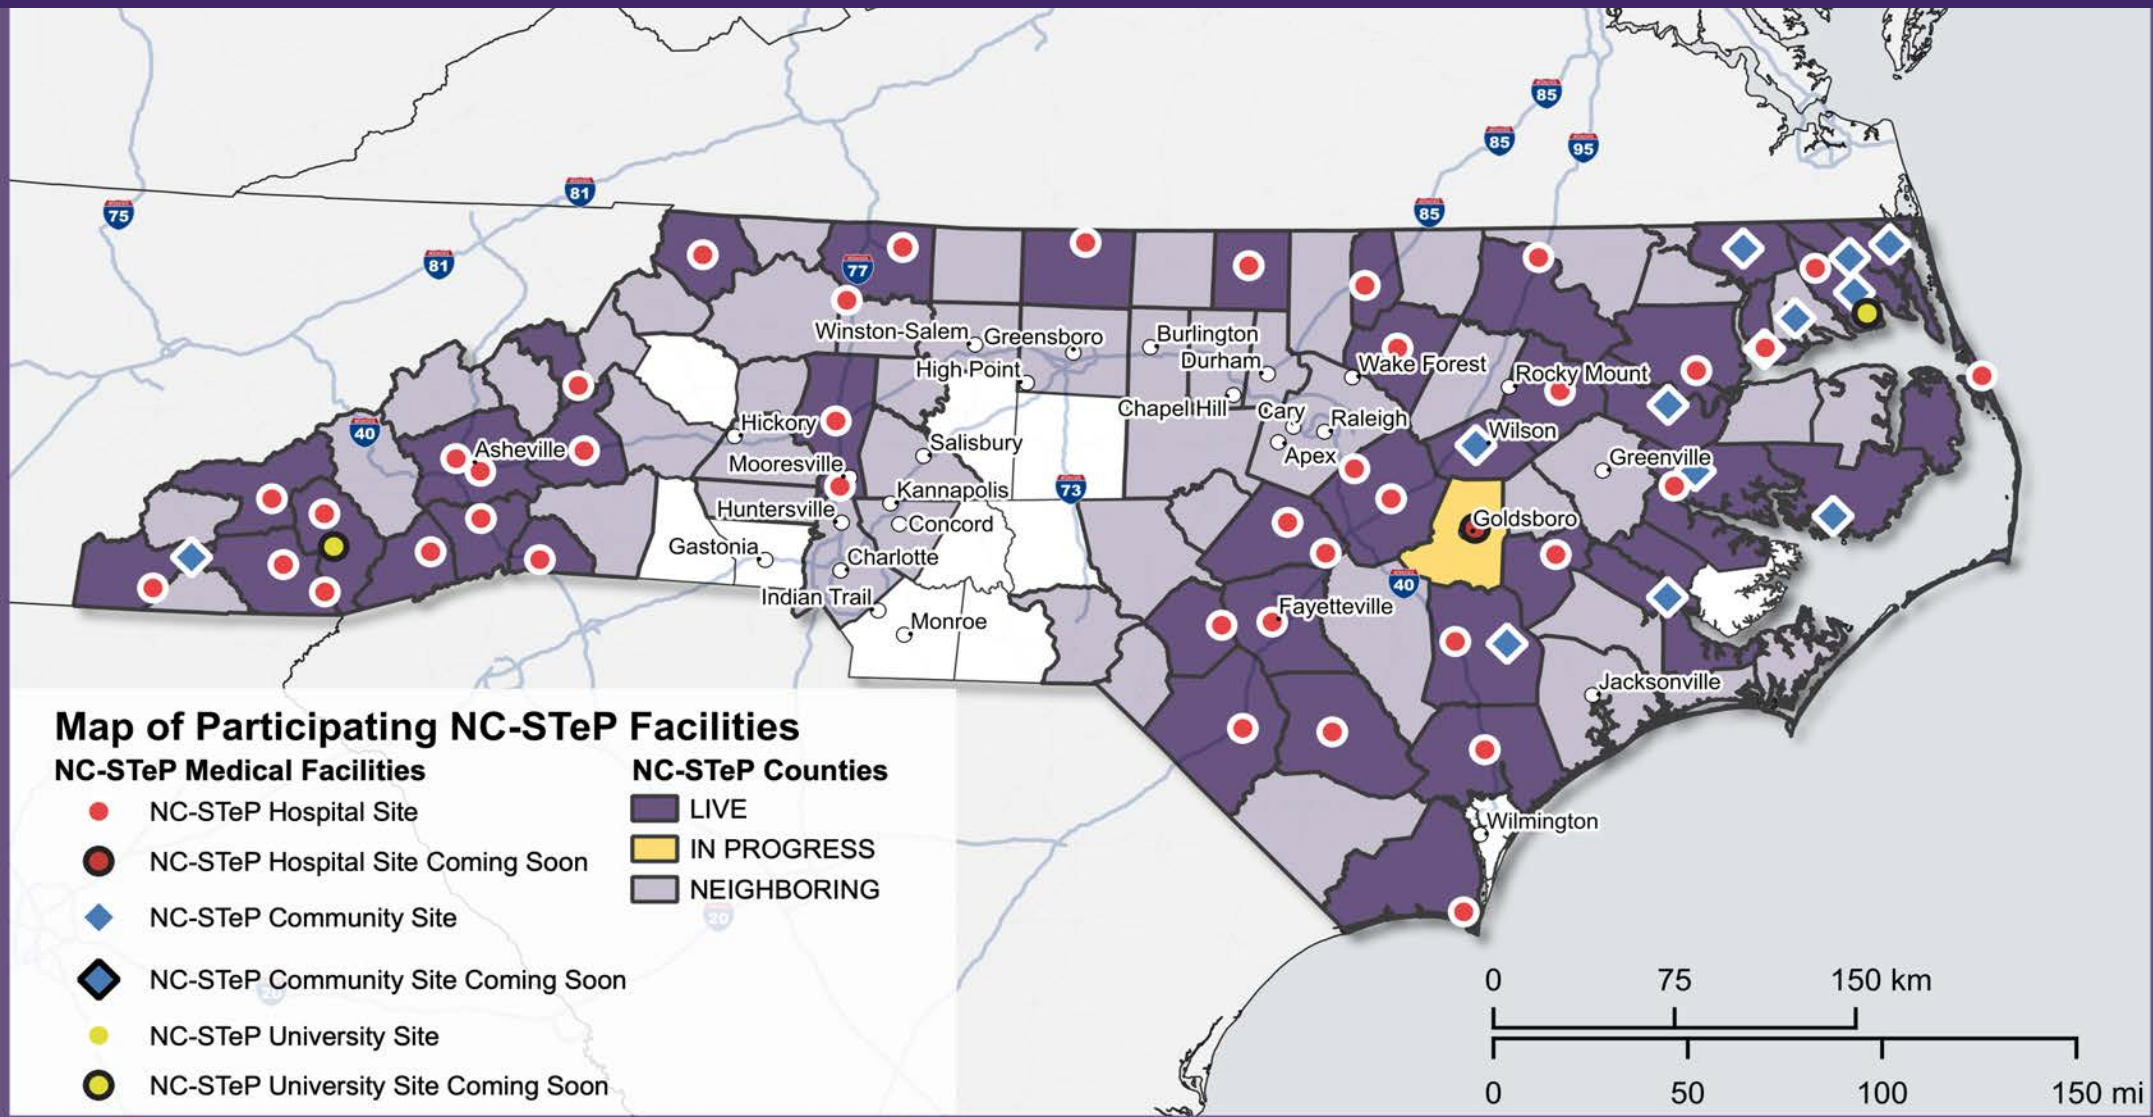 85
85
95
81
75
85
81
77
Winston-Salem
Greensboro
Burlington
Durham
High Point
Wake Forest
Rocky Mount
Chapel Hill
Cary
Raleigh
Hickory
40
Asheville
Salisbury
Apex
Wilson
Mooresville
Greenville
73
Kannapolis
Huntersville
Concord
Goldsboro
Gastonia
Charlotte
40
Indian Trail
Fayetteville
Monroe
Jacksonville
Wilmington
20
20
Map of Participating NC-STeP Facilities
NC-STeP Medical Facilities
NC-STeP Hospital Site
NC-STeP Hospital Site Coming Soon
NC-STeP Community Site
NC-STeP Community Site Coming Soon
NC-STeP University Site
NC-STeP University Site Coming Soon
NC-STeP Counties
LIVE
IN PROGRESS
NEIGHBORING
0 75 150 km
0 50 100 150 mi